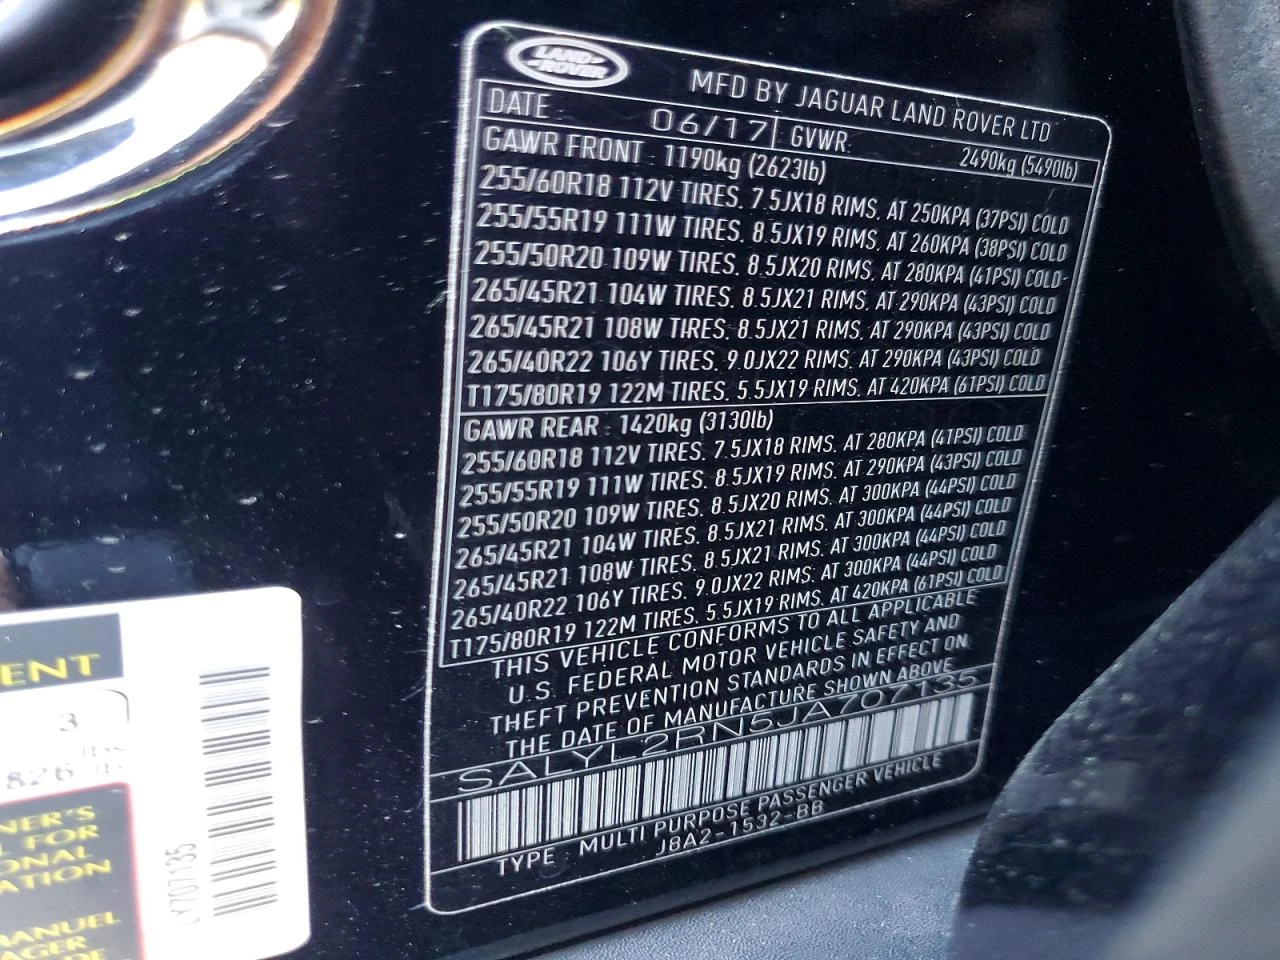 LAND ROVER
MFD BY JAGUAR LAND ROVER LTD
DATE : 06/17 GVWR: 2490kg (5490lb)
GAWR FRONT : 1190kg (2623lb)
255/60R18 112V TIRES, 7.5JX18 RIMS, AT 250KPA (37PSI) COLD
255/55R19 111W TIRES, 8.5JX19 RIMS, AT 260KPA (38PSI) COLD
255/50R20 109W TIRES, 8.5JX20 RIMS, AT 280KPA (41PSI) COLD
265/45R21 104W TIRES, 8.5JX21 RIMS, AT 290KPA (43PSI) COLD
265/45R21 108W TIRES, 8.5JX21 RIMS, AT 290KPA (43PSI) COLD
265/40R22 106Y TIRES, 9.0JX22 RIMS, AT 290KPA (43PSI) COLD
T175/80R19 122M TIRES, 5.5JX19 RIMS, AT 420KPA (61PSI) COLD
GAWR REAR : 1420kg (3130lb)
255/60R18 112V TIRES, 7.5JX18 RIMS, AT 280KPA (41PSI) COLD
255/55R19 111W TIRES, 8.5JX19 RIMS, AT 290KPA (43PSI) COLD
255/50R20 109W TIRES, 8.5JX20 RIMS, AT 300KPA (44PSI) COLD
265/45R21 104W TIRES, 8.5JX21 RIMS, AT 300KPA (44PSI) COLD
265/45R21 108W TIRES, 8.5JX21 RIMS, AT 300KPA (44PSI) COLD
265/40R22 106Y TIRES, 9.0JX22 RIMS, AT 300KPA (44PSI) COLD
T175/80R19 122M TIRES, 5.5JX19 RIMS, AT 420KPA (61PSI) COLD
THIS VEHICLE CONFORMS TO ALL APPLICABLE
U.S. FEDERAL MOTOR VEHICLE SAFETY AND
THEFT PREVENTION STANDARDS IN EFFECT ON
THE DATE OF MANUFACTURE SHOWN ABOVE
SALYL2RN5JA707135
TYPE : MULTI PURPOSE PASSENGER VEHICLE
J8A2-1532-BB
ENT
3
826 lb
NER'S
L FOR
ONAL
ATION
MANUEL
AGER
DE
LY707135